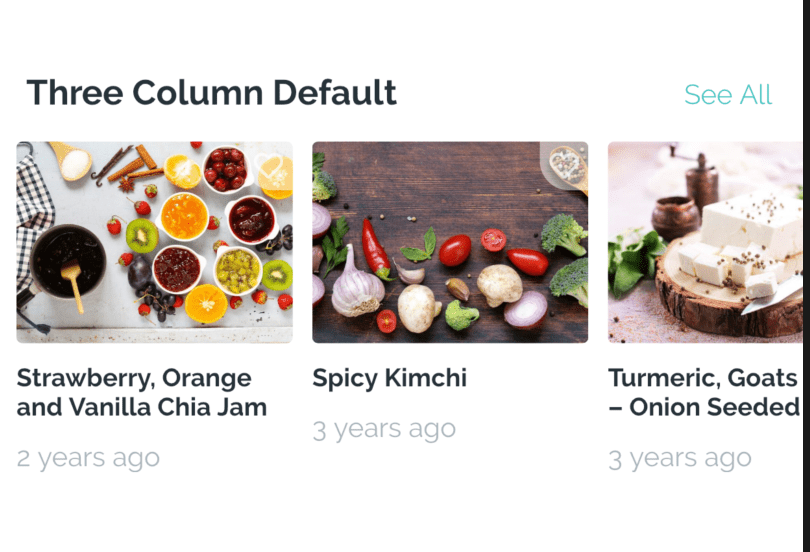 Three Column Default
See All
Strawberry, Orange
and Vanilla Chia Jam
2 years ago
Spicy Kimchi
3 years ago
Turmeric, Goats
– Onion Seeded
3 years ago